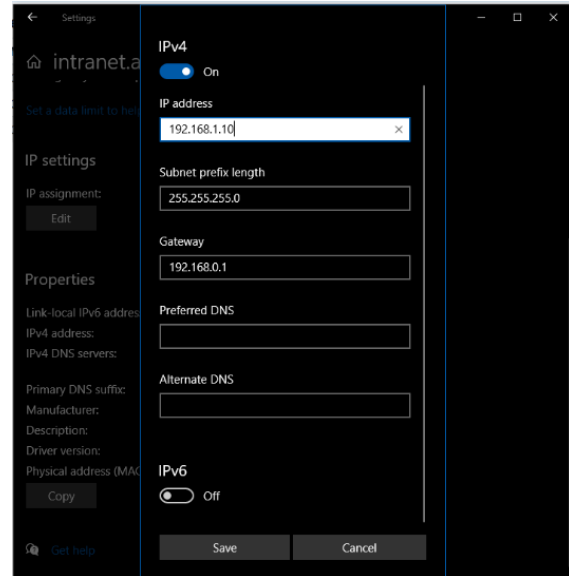 Settings
intranet.a
Set a data limit to help
IP settings
IP assignment:
Edit
Properties
Link-local IPv6 addres
IPv4 address:
IPv4 DNS servers:
Primary DNS suffix:
Manufacturer:
Description:
Driver version:
Physical address (MAC
Copy
Get help
IPv4
On
IP address
192.168.1.10
Subnet prefix length
255.255.255.0
Gateway
192.168.0.1
Preferred DNS
Alternate DNS
IPv6
Off
Save Cancel